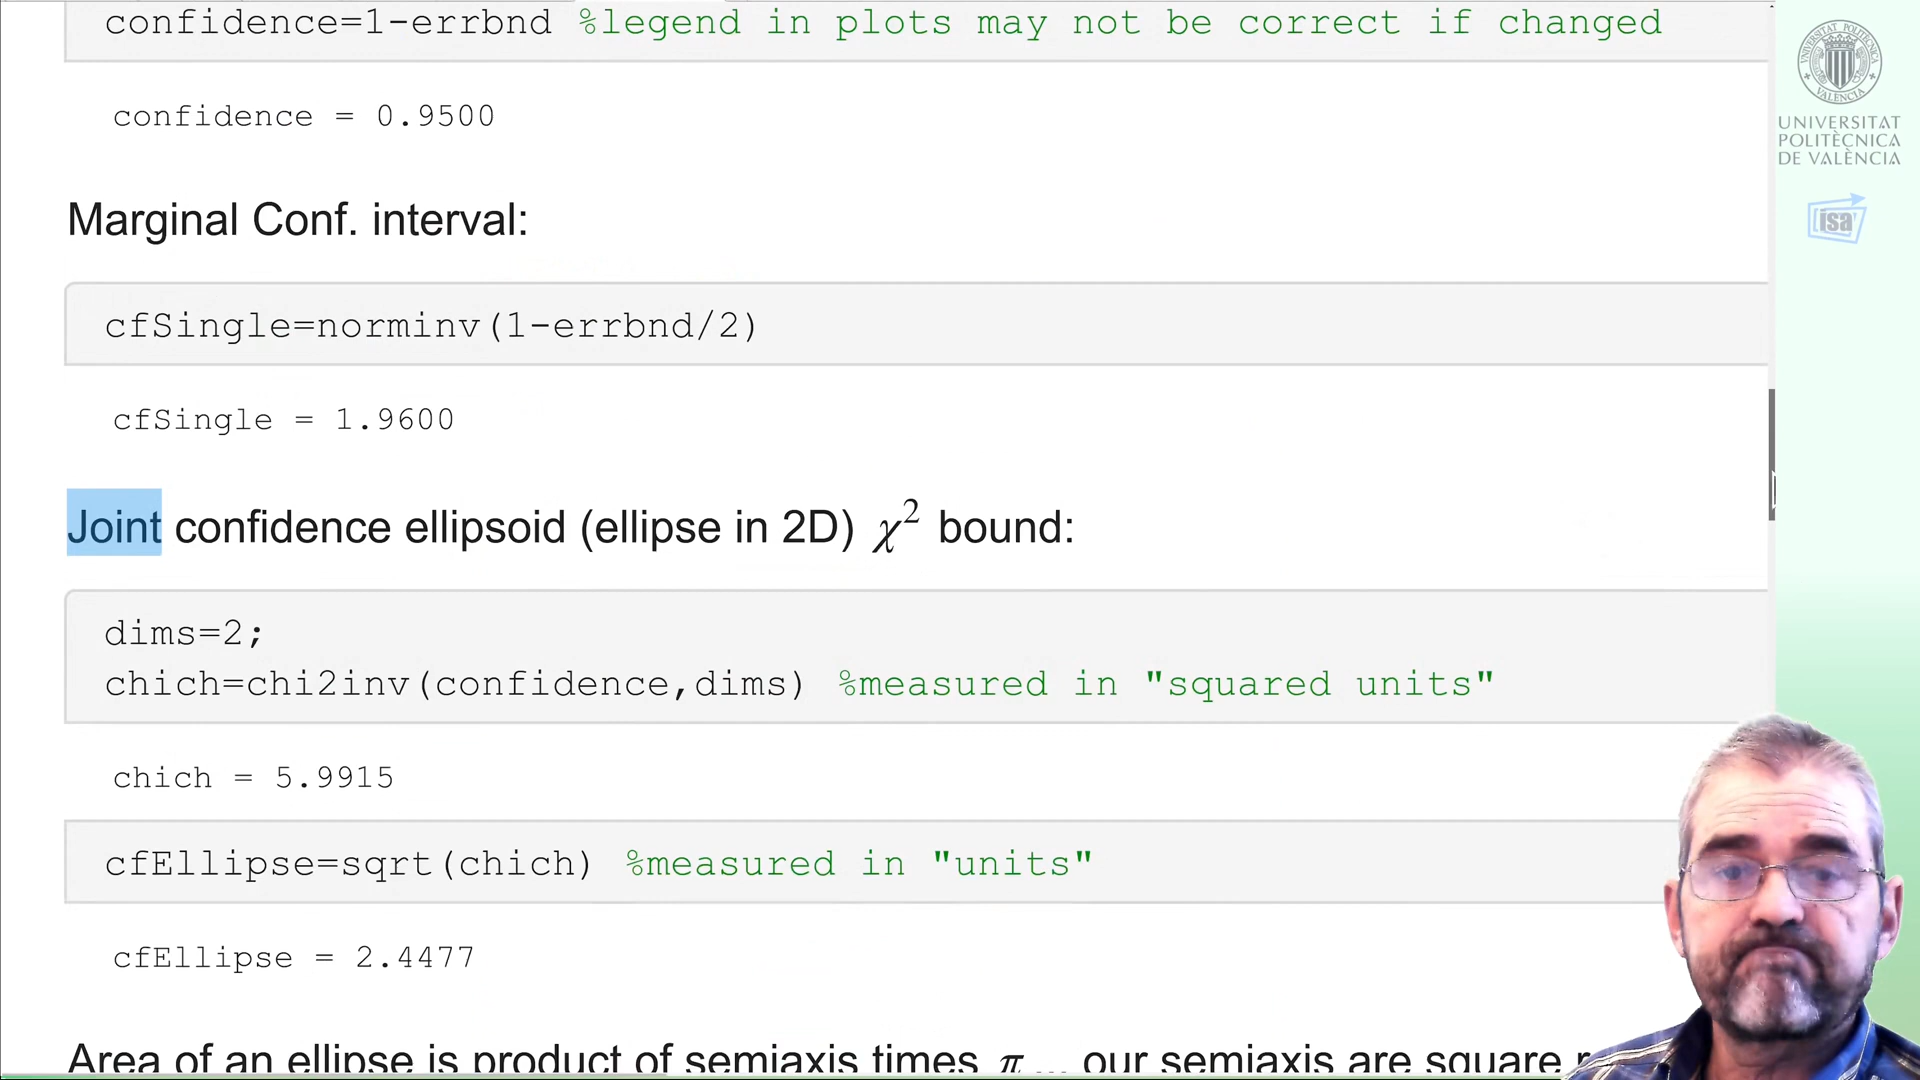 confidence=1-errbnd %legend in plots may not be correct if changed
confidence = 0.9500
Marginal Conf. interval:
cfSingle=norminv(1-errbnd/2)
cfSingle = 1.9600
Joint confidence ellipsoid (ellipse in 2D) χ² bound:
dims=2;
chich=chi2inv(confidence,dims) %measured in "squared units"
chich = 5.9915
cfEllipse=sqrt(chich) %measured in "units"
cfEllipse = 2.4477
Area of an ellipse is product of semiaxis times π ... our semiaxis are square
UNIVERSITAT
POLITÈCNICA
DE VALÈNCIA
isa